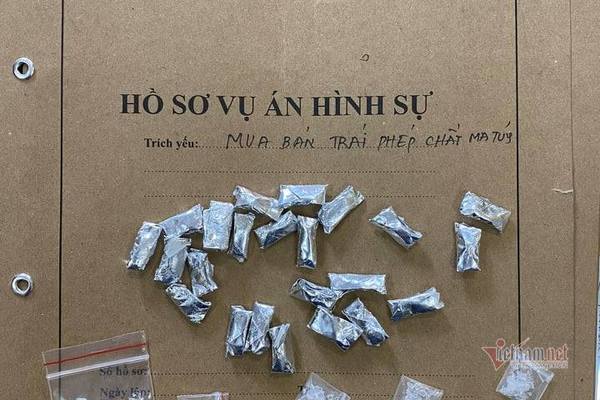 HỒ SƠ VỤ ÁN HÌNH SỰ
Trích yếu: MUA BÁN TRÁI PHÉP CHẤT MA TÚY
Số hồ sơ:
Ngày lập:
vietnamnet